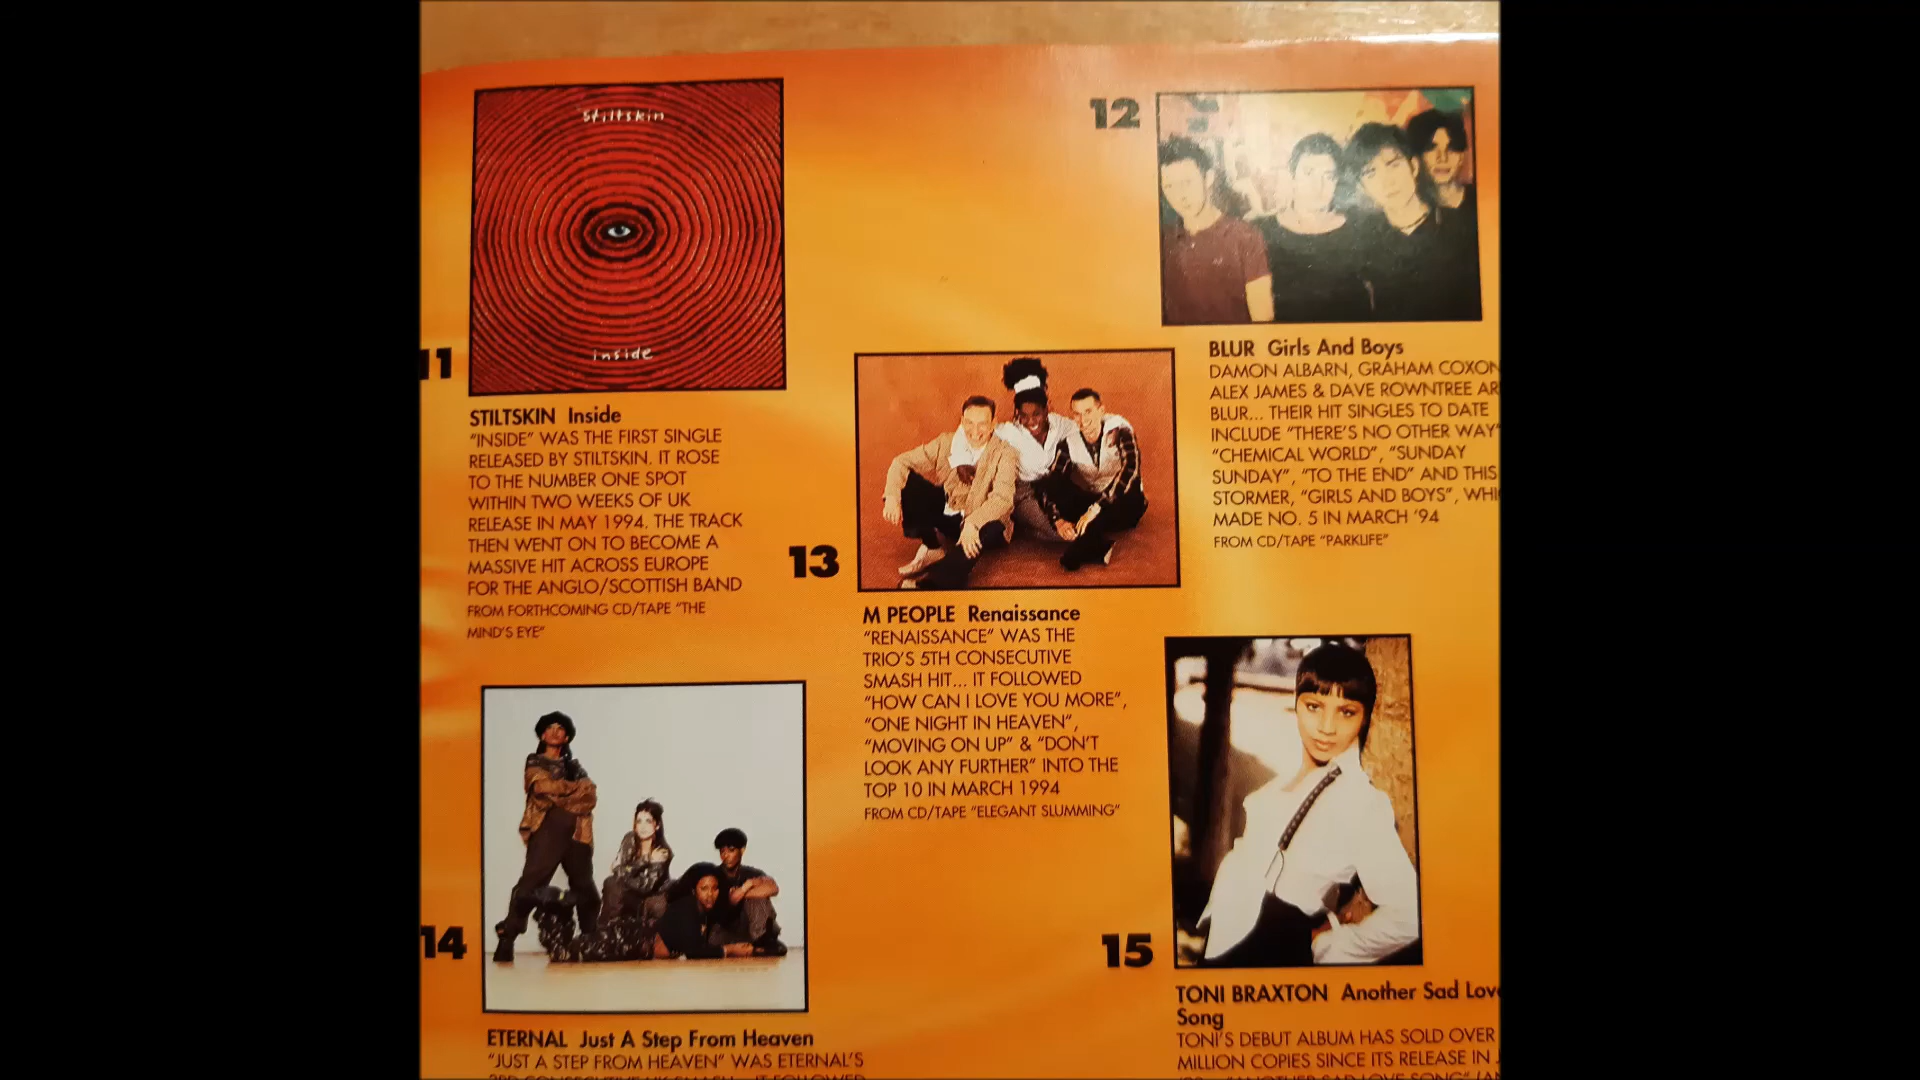 stiltskin
inside
11
STILTSKIN Inside
"INSIDE" WAS THE FIRST SINGLE
RELEASED BY STILTSKIN. IT ROSE
TO THE NUMBER ONE SPOT
WITHIN TWO WEEKS OF UK
RELEASE IN MAY 1994. THE TRACK
THEN WENT ON TO BECOME A
MASSIVE HIT ACROSS EUROPE
FOR THE ANGLO/SCOTTISH BAND
FROM FORTHCOMING CD/TAPE "THE
MIND'S EYE"
12
BLUR Girls And Boys
DAMON ALBARN, GRAHAM COXON
ALEX JAMES & DAVE ROWNTREE AR
BLUR... THEIR HIT SINGLES TO DATE
INCLUDE "THERE'S NO OTHER WAY"
"CHEMICAL WORLD", "SUNDAY
SUNDAY", "TO THE END" AND THIS
STORMER, "GIRLS AND BOYS", WHI
MADE NO. 5 IN MARCH '94
FROM CD/TAPE "PARKLIFE"
13
M PEOPLE Renaissance
"RENAISSANCE" WAS THE
TRIO'S 5TH CONSECUTIVE
SMASH HIT... IT FOLLOWED
"HOW CAN I LOVE YOU MORE",
"ONE NIGHT IN HEAVEN",
"MOVING ON UP" & "DON'T
LOOK ANY FURTHER" INTO THE
TOP 10 IN MARCH 1994
FROM CD/TAPE "ELEGANT SLUMMING"
14
ETERNAL Just A Step From Heaven
"JUST A STEP FROM HEAVEN" WAS ETERNAL'S
15
TONI BRAXTON Another Sad Love
Song
TONI'S DEBUT ALBUM HAS SOLD OVER
MILLION COPIES SINCE ITS RELEASE IN